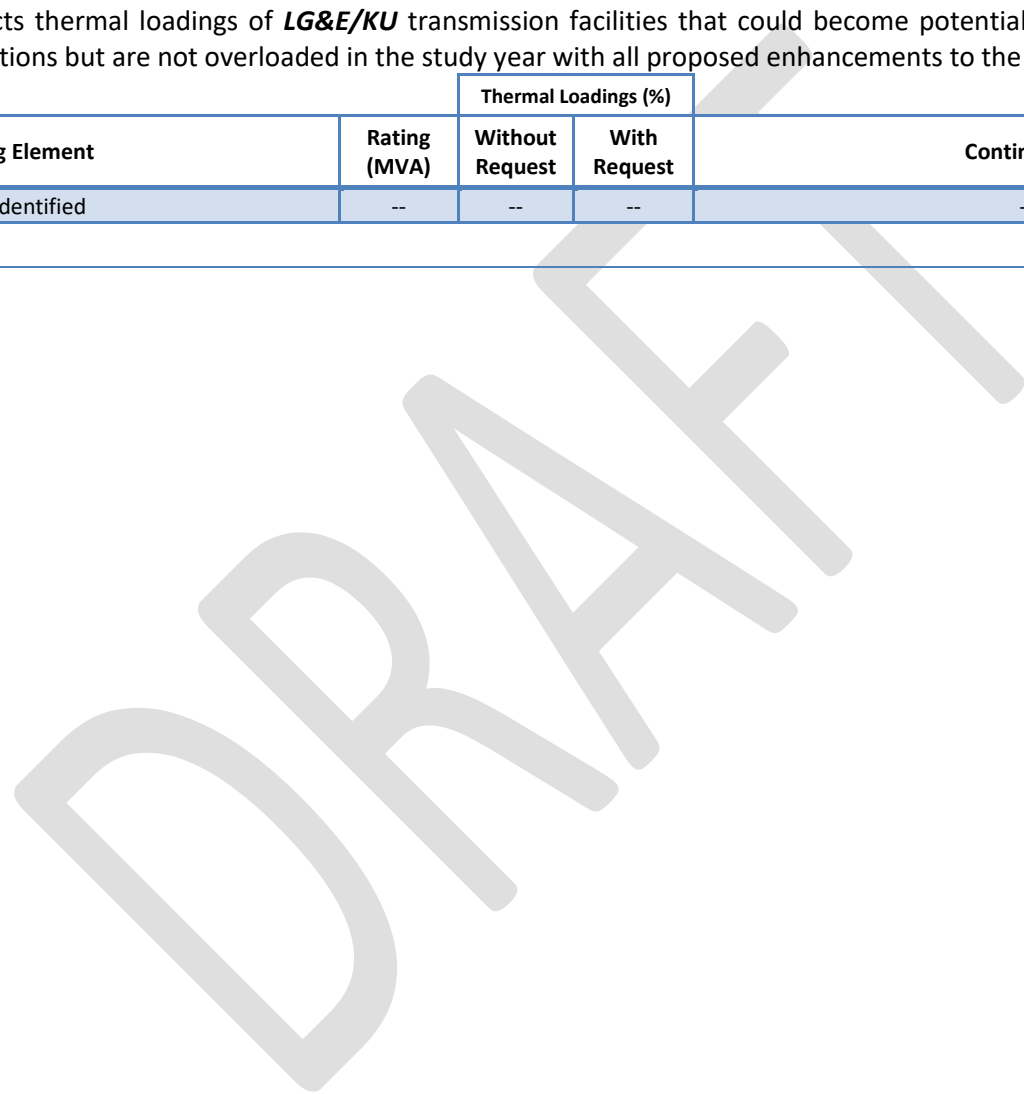 cts thermal loadings of LG&E/KU transmission facilities that could become potential
tions but are not overloaded in the study year with all proposed enhancements to the
Thermal Loadings (%)
g Element Rating (MVA) Without Request With Request Contin
dentified -- -- -- -
DRAFT